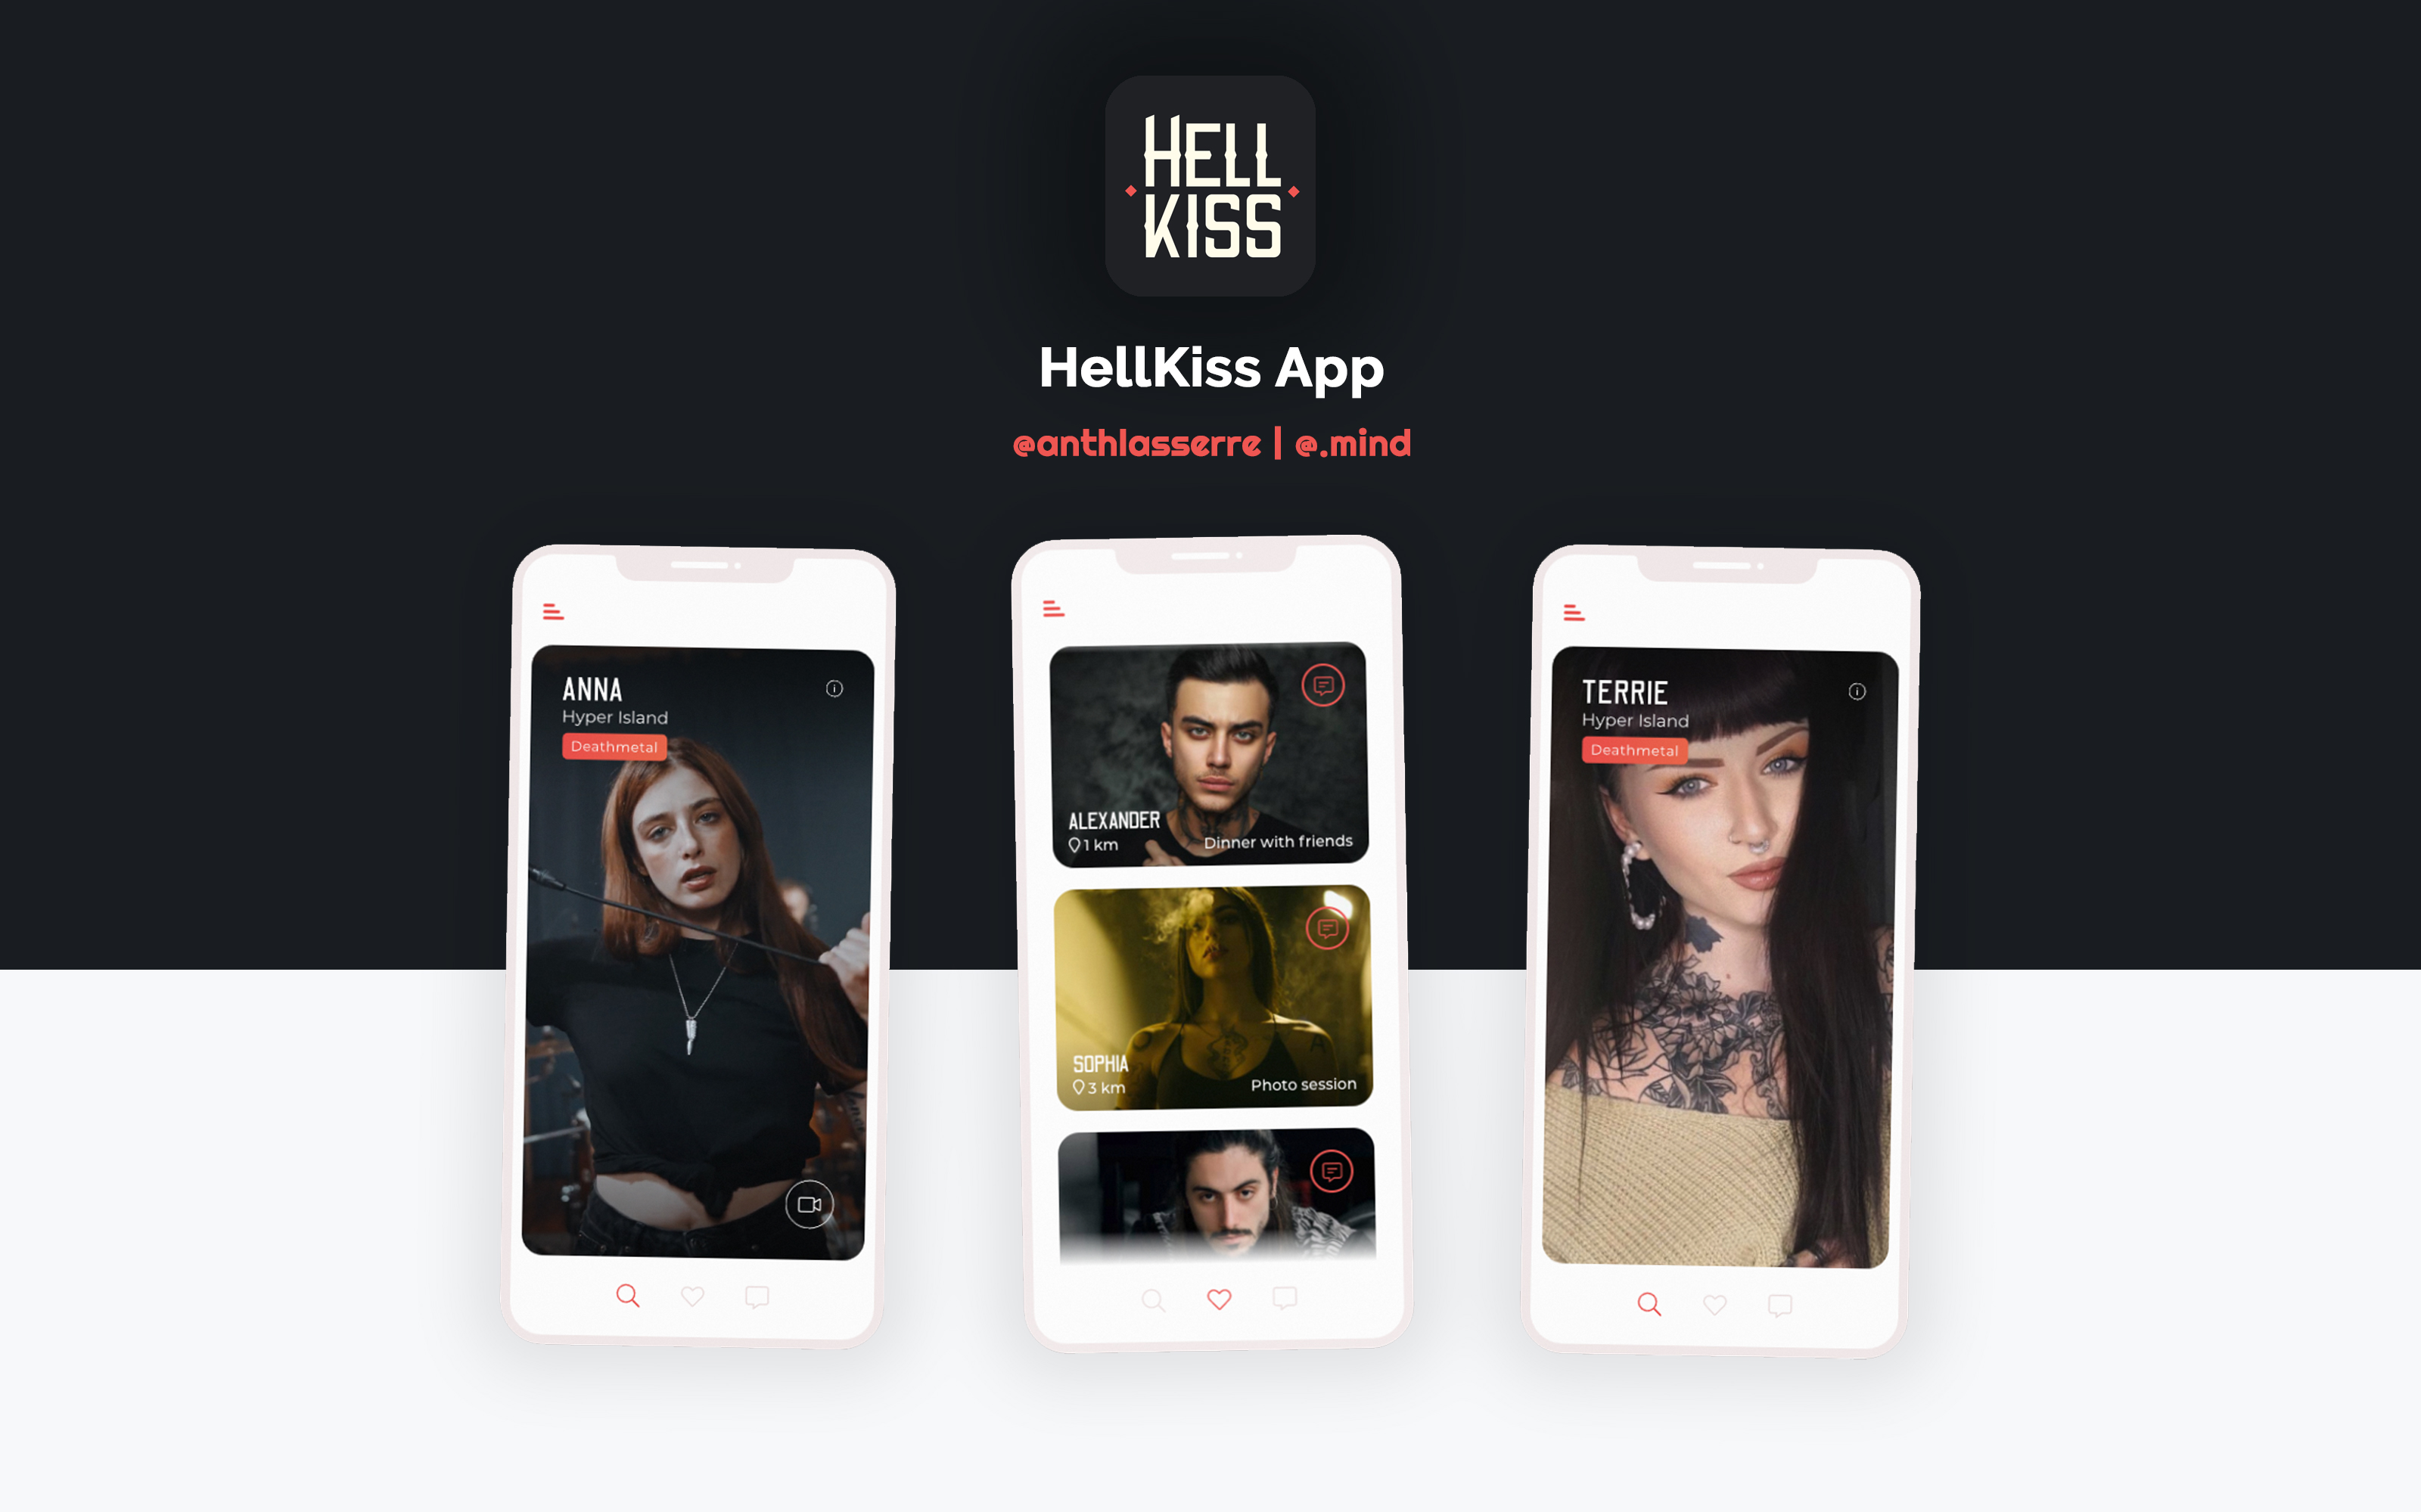 HELL
KISS
HellKiss App
@anthlasserre | @.mind
ANNA
Hyper Island
Deathmetal
ALEXANDER
1 km
Dinner with friends
SOPHIA
3 km
Photo session
TERRIE
Hyper Island
Deathmetal